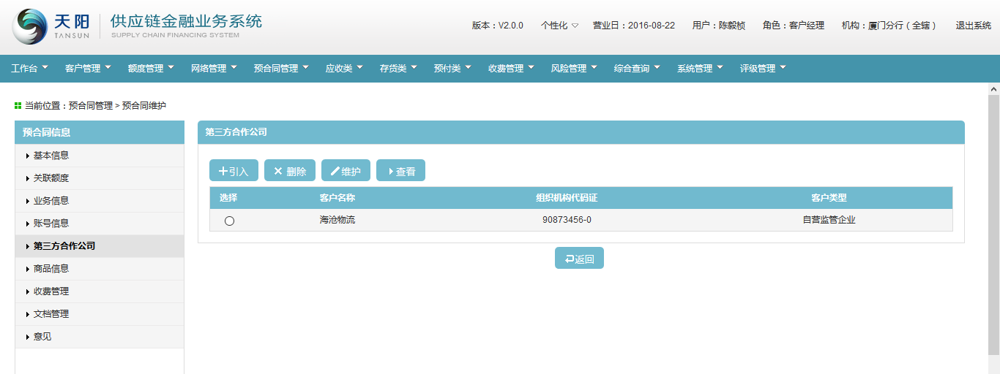 天阳 TANSUN
供应链金融业务系统
SUPPLY CHAIN FINANCING SYSTEM
版本：V2.0.0 个性化 营业日：2016-08-22 用户：陈毅桢 角色：客户经理 机构：厦门分行（全辖） 退出系统
工作台 客户管理 额度管理 网络管理 预合同管理 应收类 存货类 预付类 收费管理 风险管理 综合查询 系统管理 评级管理
当前位置：预合同管理 > 预合同维护
预合同信息
基本信息
关联额度
业务信息
账号信息
第三方合作公司
商品信息
收费管理
文档管理
意见
第三方合作公司
引入 删除 维护 查看
选择 客户名称 组织机构代码证 客户类型
海沧物流 90873456-0 自营监管企业
返回